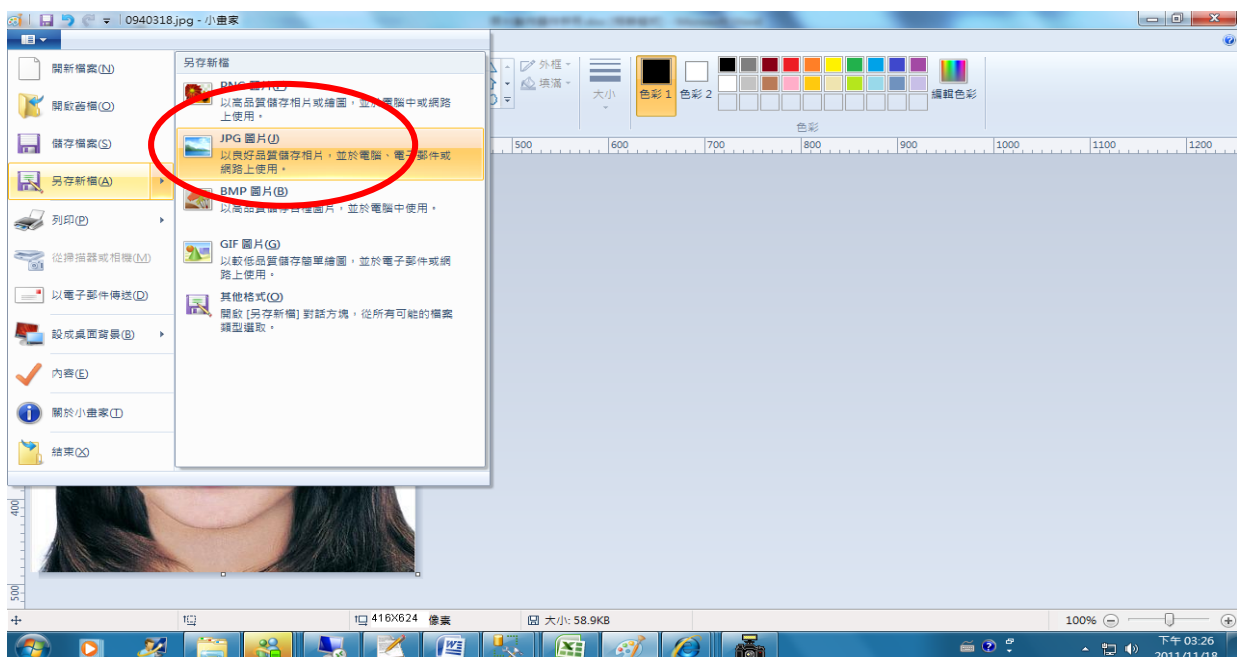 0940318.jpg - 小畫家
開新檔案(N)
開啟舊檔(O)
儲存檔案(S)
另存新檔(A)
列印(P)
從掃描器或相機(M)
以電子郵件傳送(D)
設成桌面背景(B)
內容(E)
關於小畫家(T)
結束(X)
另存新檔
PNG 圖片(P)
以高品質儲存相片或繪圖，並於電腦中或網路
上使用。
JPG 圖片(J)
以良好品質儲存相片，並於電腦、電子郵件或
網路上使用。
BMP 圖片(B)
以高品質儲存各種圖片，並於電腦中使用。
GIF 圖片(G)
以較低品質儲存簡單繪圖，並於電子郵件或網
路上使用。
其他格式(O)
開啟 [另存新檔] 對話方塊，從所有可能的檔案
類型選取。
外框
填滿
大小
色彩 1
色彩 2
編輯色彩
色彩
500 600 700 800 900 1000 1100 1200
400
500
416X624 像素
大小: 58.9KB
100%
下午 03:26
2011/11/18